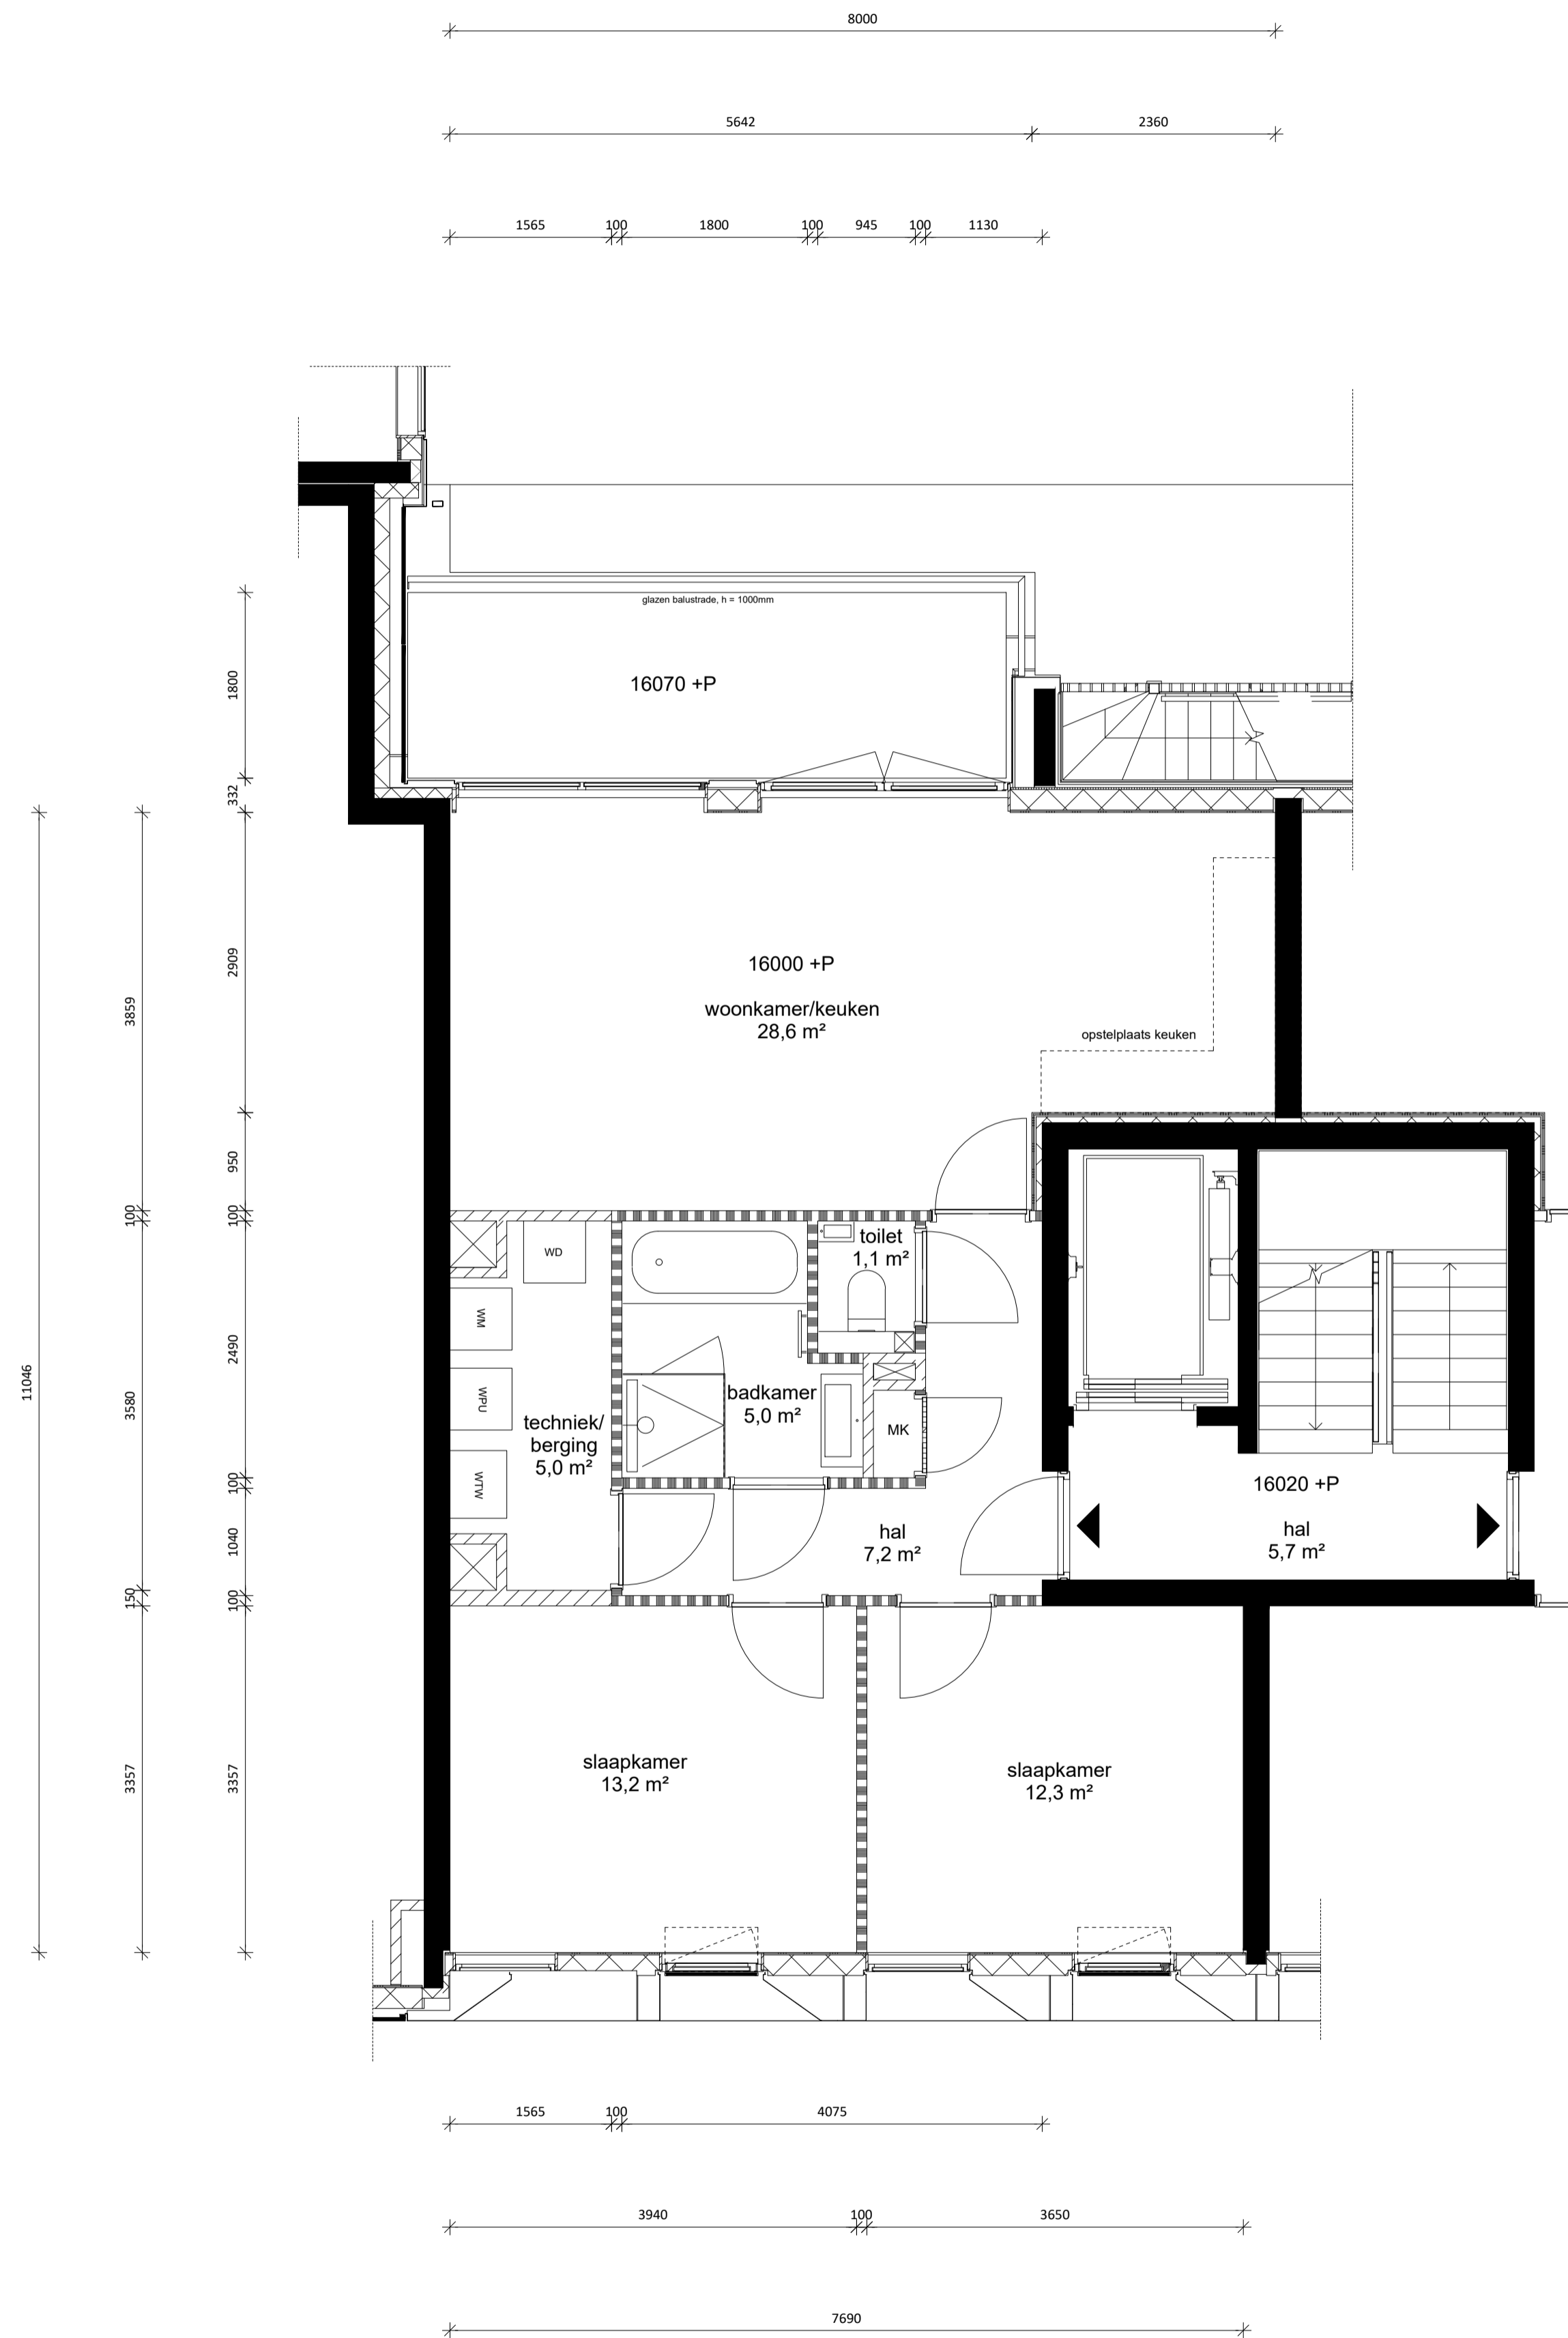 8000
5642 2360
1565 100 1800 100 945 100 1130
glazen balustrade, h = 1000mm
16070 +P
1800
332
2909
3859
950
100 100
2490
3580
11046
100
1040
150 100
3357 3357
16000 +P
woonkamer/keuken
28,6 m²
opstelplaats keuken
toilet
1,1 m²
WD
WM
WPU
WTW
techniek/
berging
5,0 m²
badkamer
5,0 m²
MK
hal
7,2 m²
16020 +P
hal
5,7 m²
slaapkamer
13,2 m²
slaapkamer
12,3 m²
1565 100 4075
3940 100 3650
7690